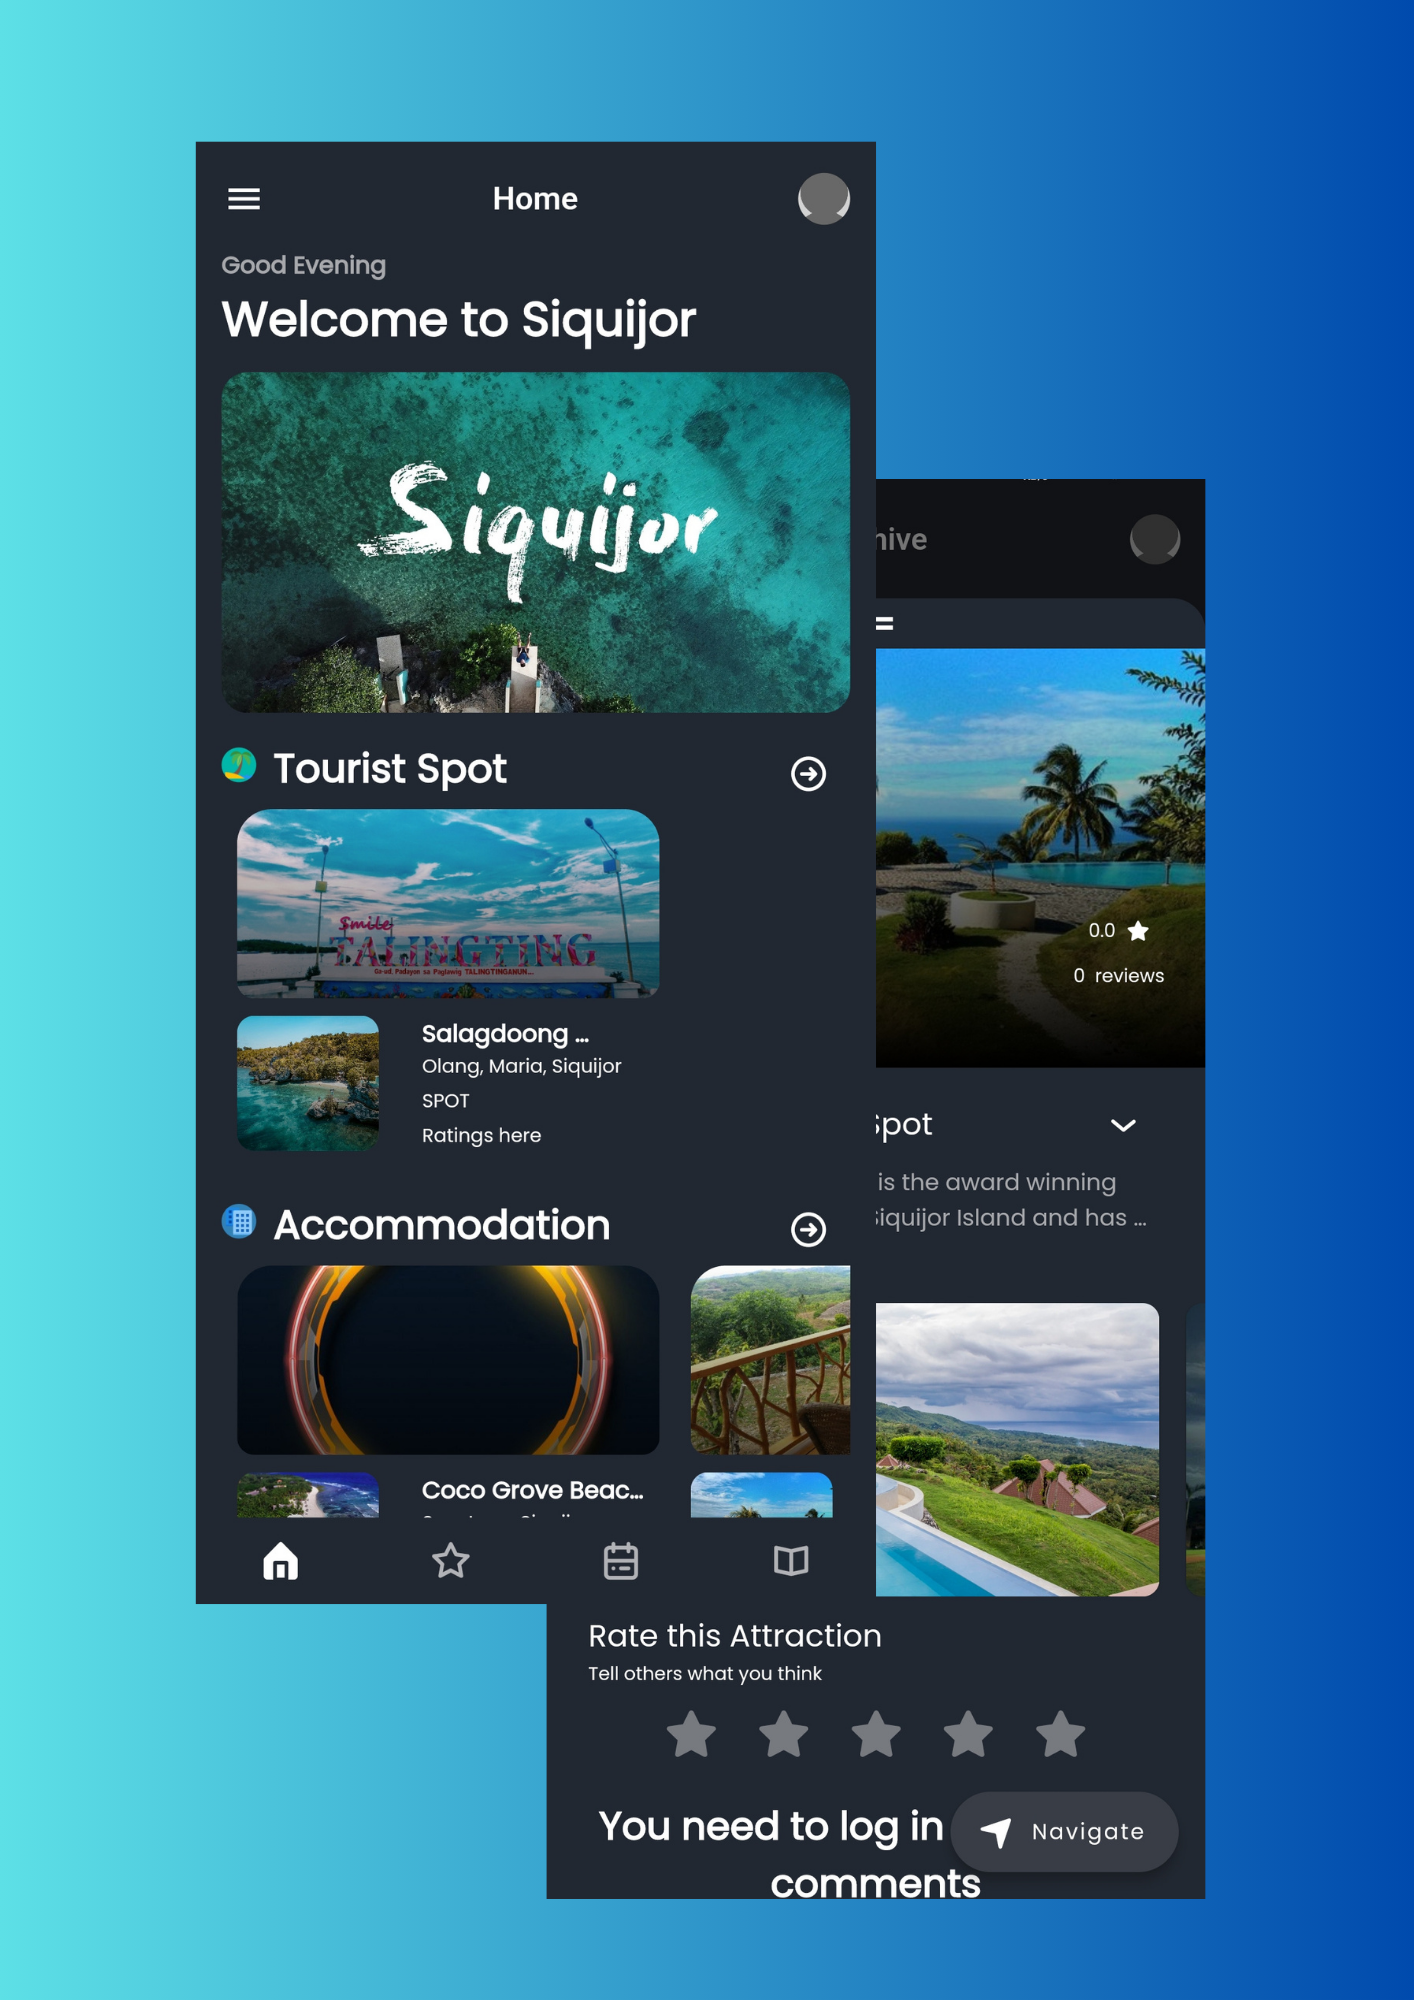 Home
Good Evening
Welcome to Siquijor
Siquijor
Tourist Spot
Smile
TALINGTING
Salagdoong ...
Olang, Maria, Siquijor
SPOT
Ratings here
Accommodation
Coco Grove Beac...
hive
0.0
0 reviews
Spot
is the award winning
Siquijor Island and has ...
Rate this Attraction
Tell others what you think
You need to log in
Navigate
comments